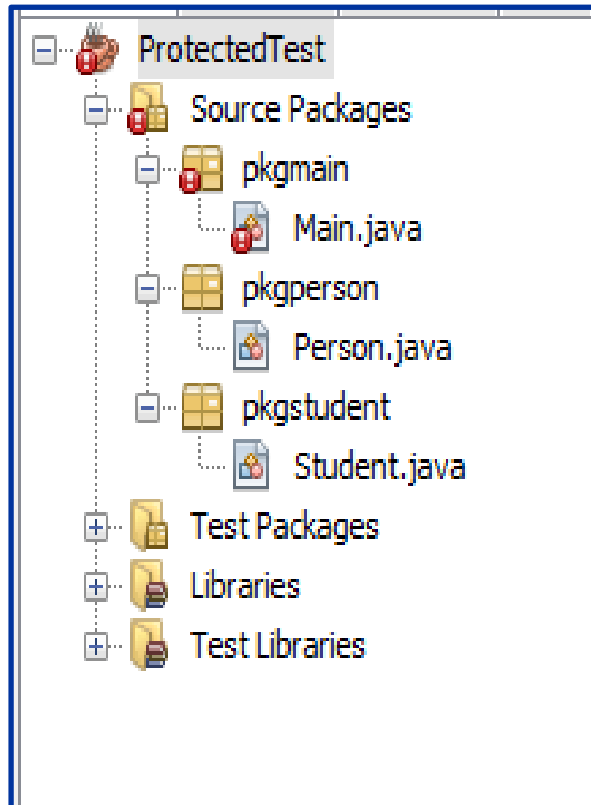 ProtectedTest
Source Packages
pkgmain
Main.java
pkgperson
Person.java
pkgstudent
Student.java
Test Packages
Libraries
Test Libraries